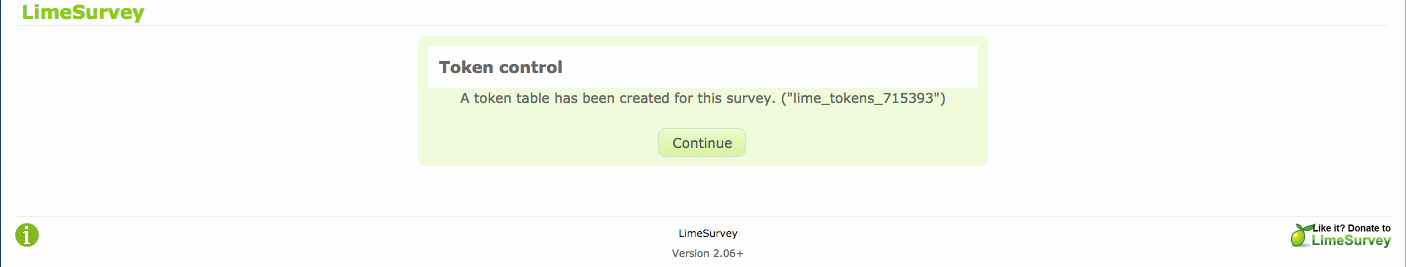 LimeSurvey
Token control
A token table has been created for this survey. ("lime_tokens_715393")
Continue
i
LimeSurvey
Version 2.06+
Like it? Donate to
LimeSurvey